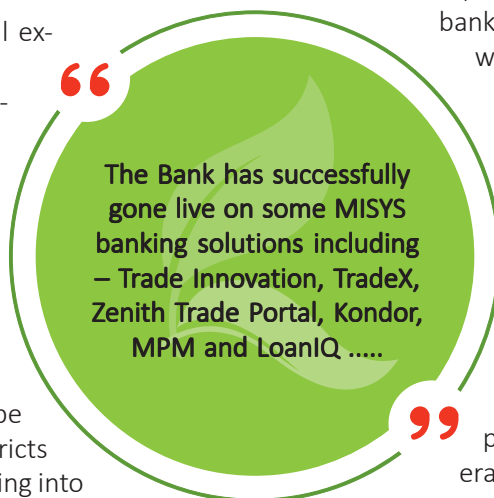 l ex-
-
bank
w
“
The Bank has successfully
gone live on some MISYS
banking solutions including
– Trade Innovation, TradeX,
Zenith Trade Portal, Kondor,
MPM and LoanIQ .....
”
be
ricts
ing into
p
era